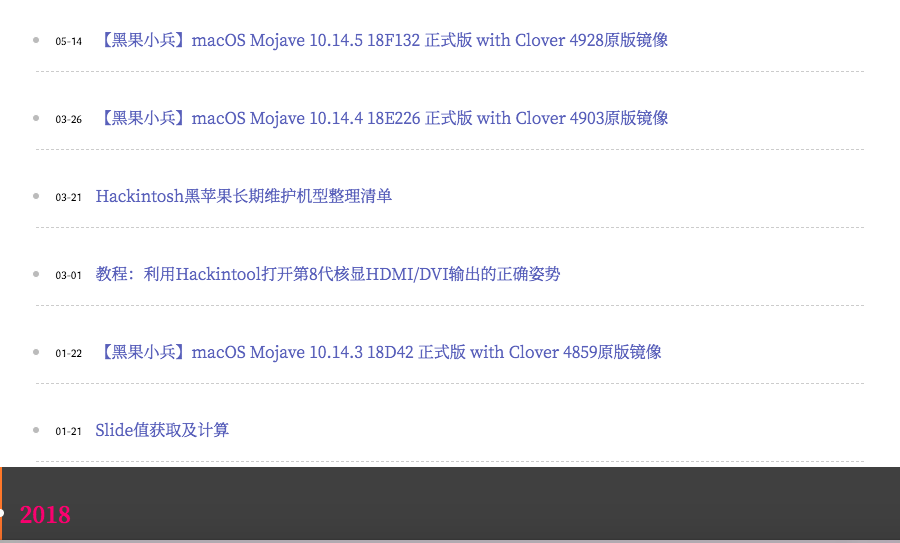 05-14 【黑果小兵】macOS Mojave 10.14.5 18F132 正式版 with Clover 4928原版镜像
03-26 【黑果小兵】macOS Mojave 10.14.4 18E226 正式版 with Clover 4903原版镜像
03-21 Hackintosh黑苹果长期维护机型整理清单
03-01 教程：利用Hackintool打开第8代核显HDMI/DVI输出的正确姿势
01-22 【黑果小兵】macOS Mojave 10.14.3 18D42 正式版 with Clover 4859原版镜像
01-21 Slide值获取及计算
2018